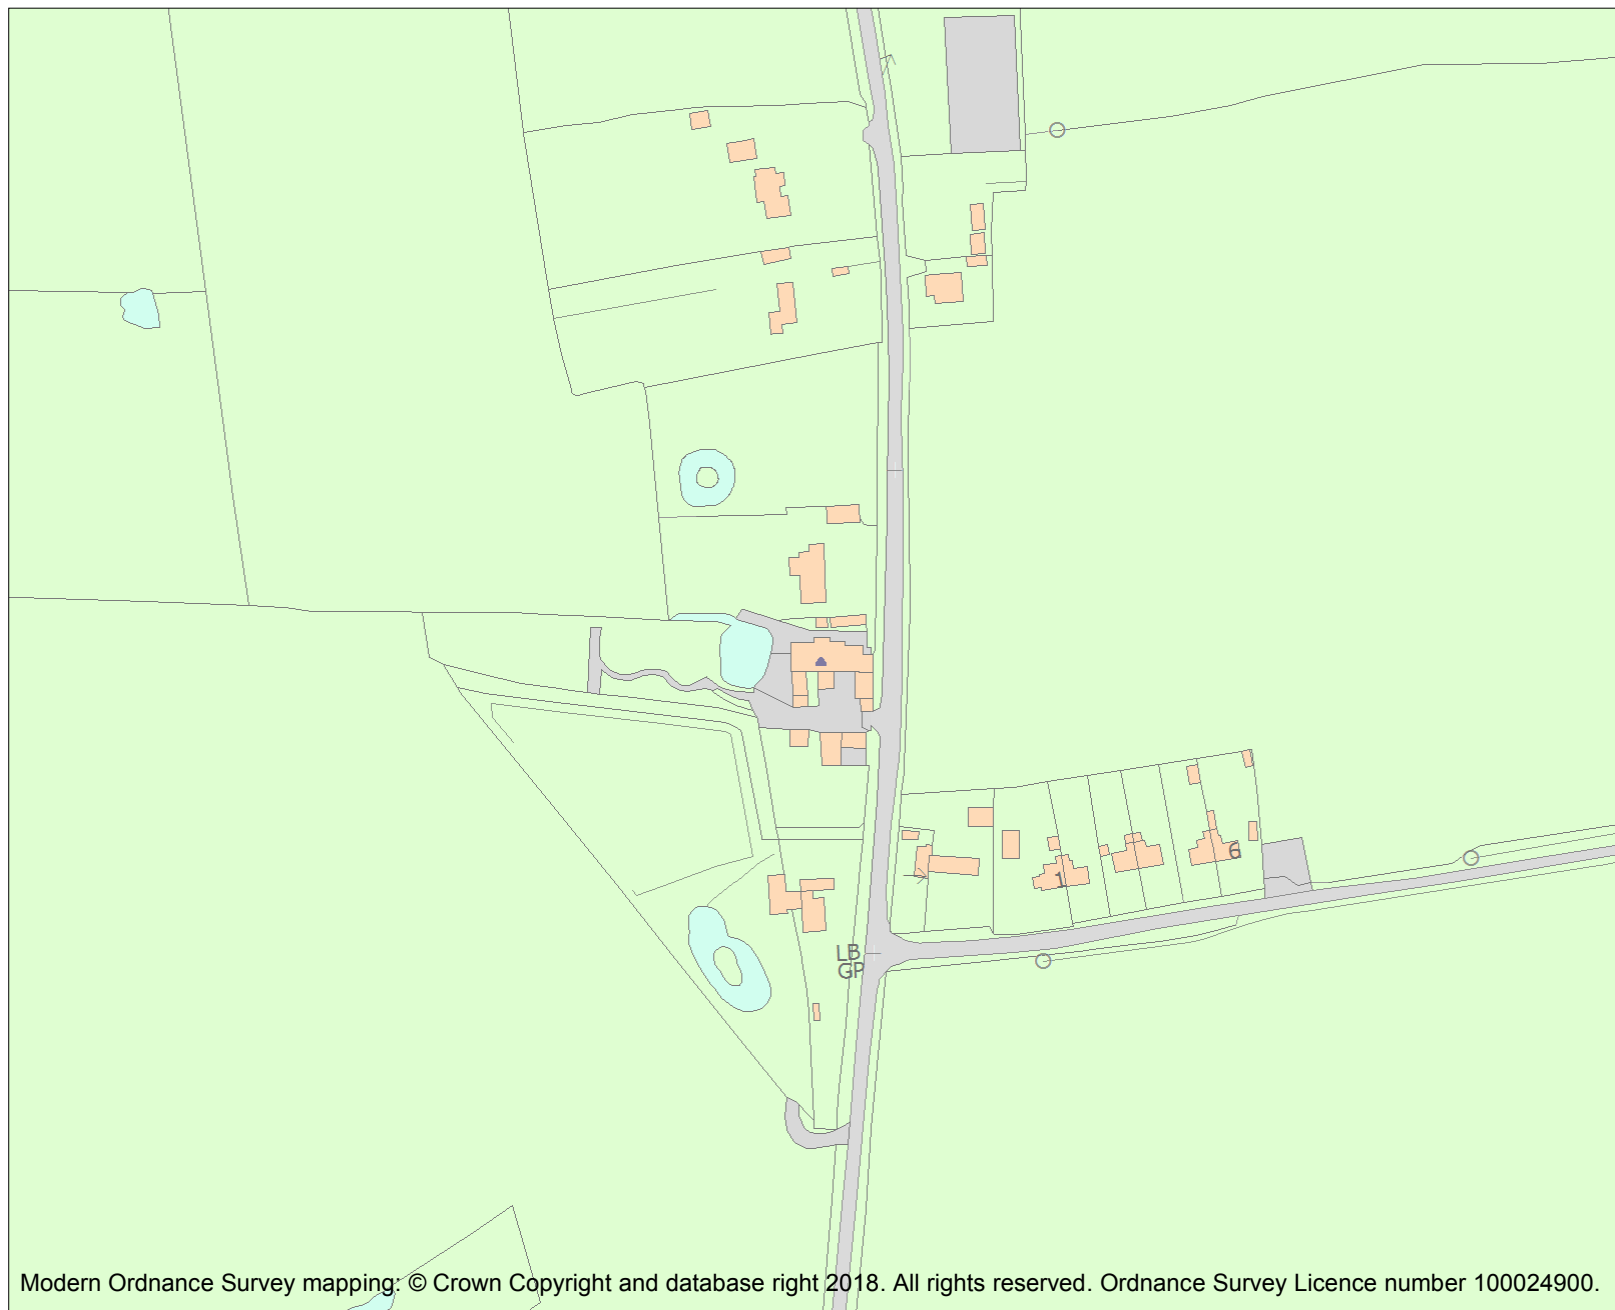 6
1
LB
GP
Modern Ordnance Survey mapping: © Crown Copyright and database right 2018. All rights reserved. Ordnance Survey Licence number 100024900.